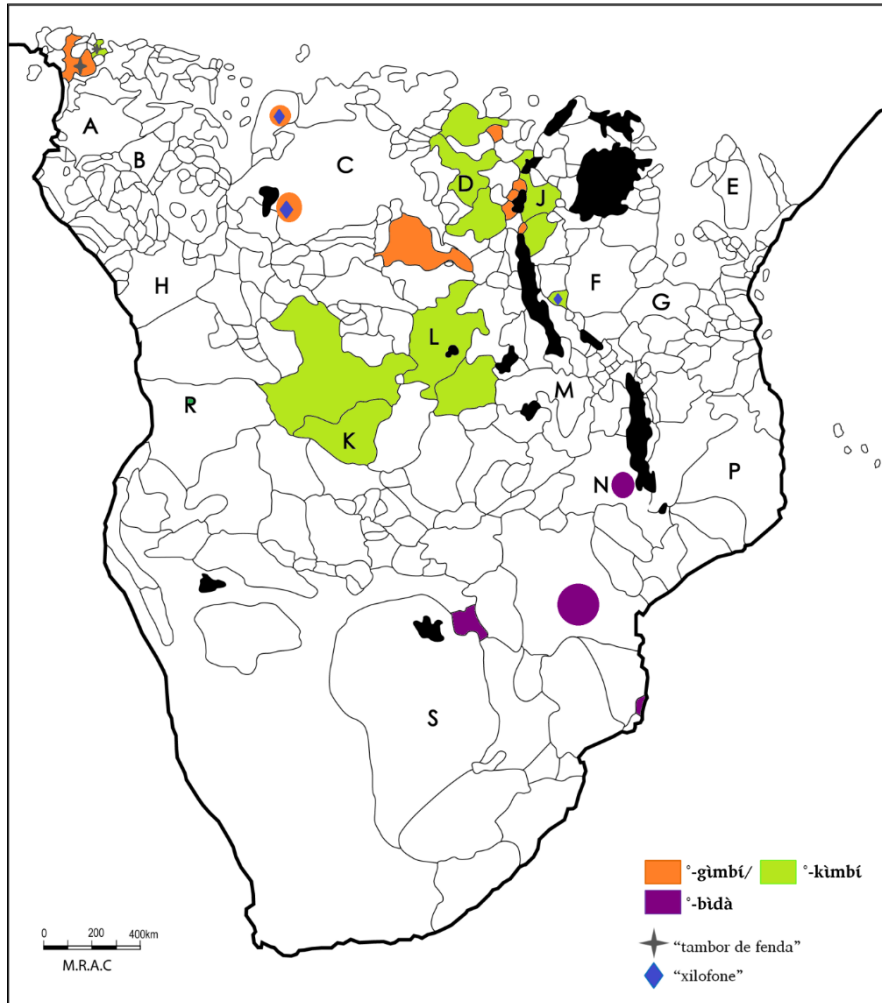 A
B
C
D
J
E
H
F
G
L
R
K
M
N
P
S
°-gìmbí/ °-kìmbí
°-bìdà
"tambor de fenda"
"xilofone"
0 200 400km
M.R.A.C